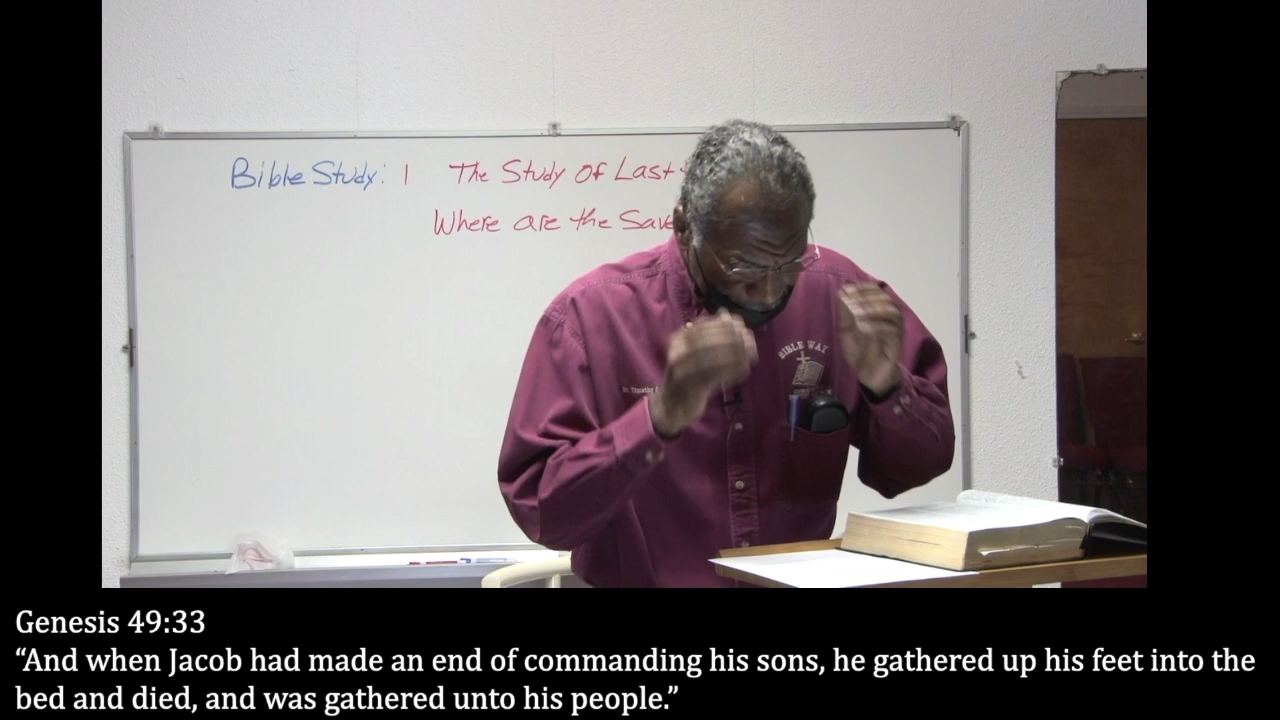 Bible Study: 1 The Study Of Last
Where are the Save
BIBLE WAY
Genesis 49:33
“And when Jacob had made an end of commanding his sons, he gathered up his feet into the
bed and died, and was gathered unto his people.”